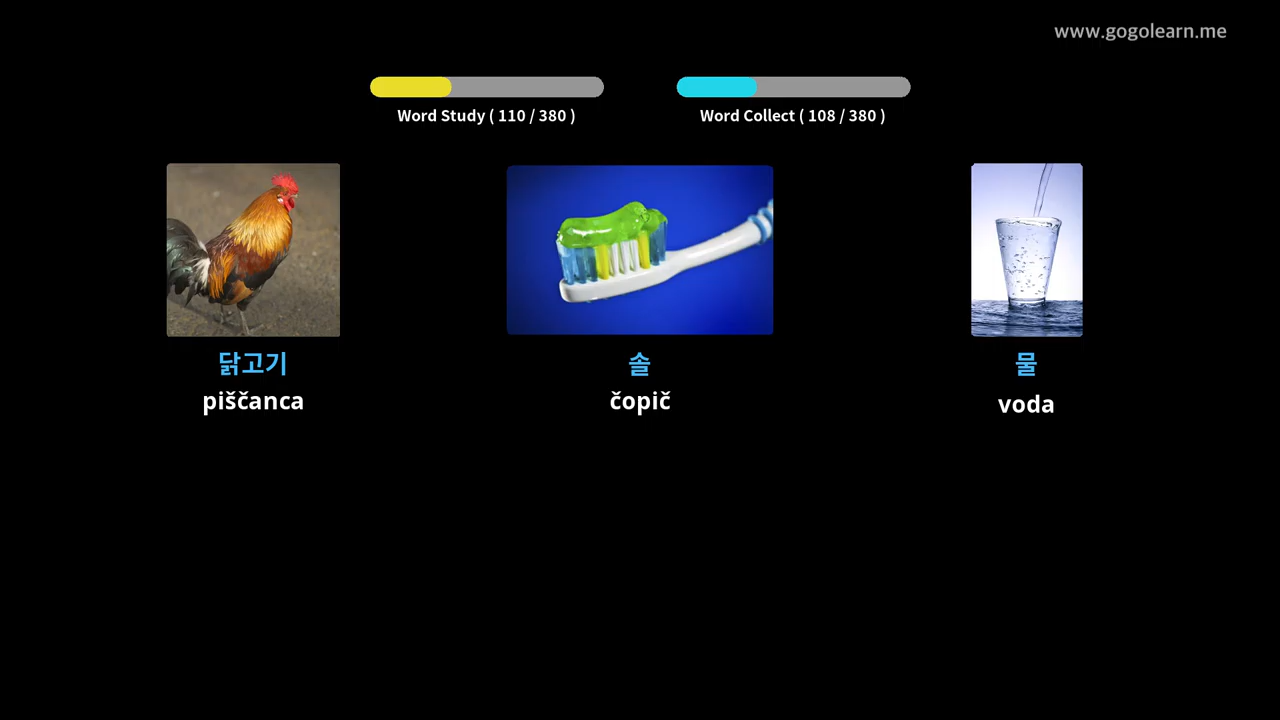 www.gogolearn.me
Word Study ( 110 / 380 )
Word Collect ( 108 / 380 )
닭고기
솔
물
piščanca
čopič
voda